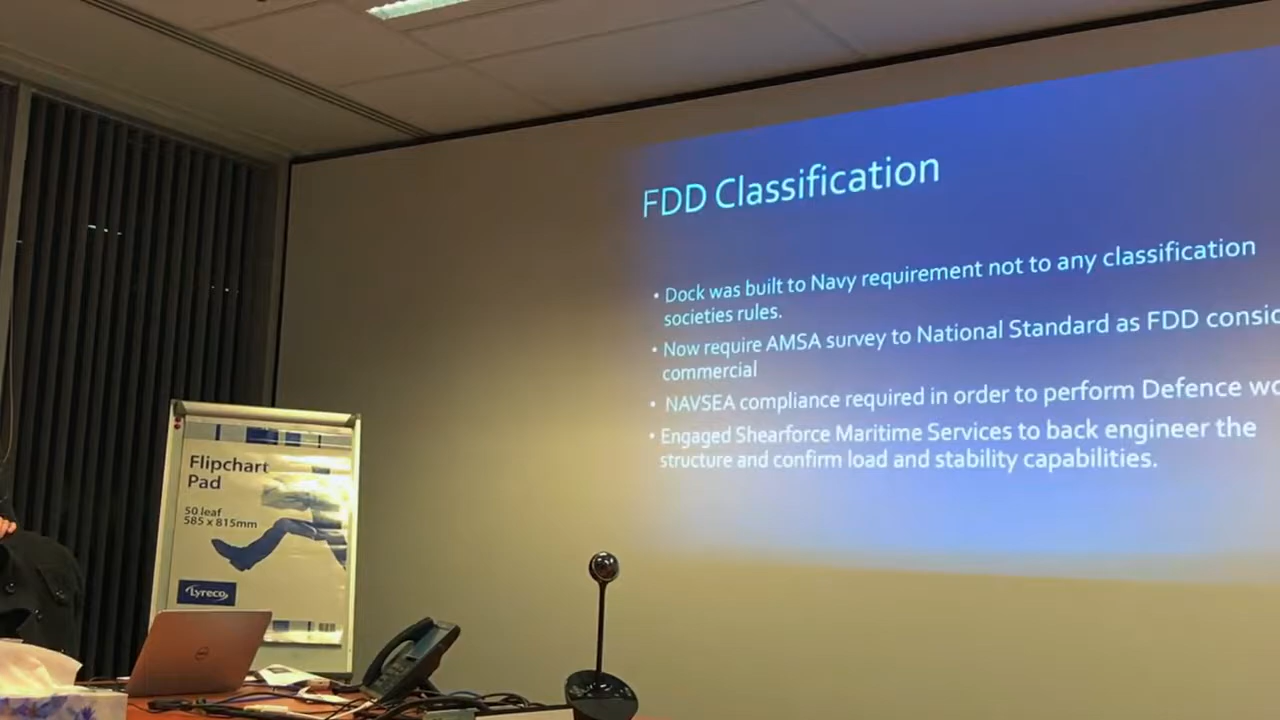 FDD Classification
• Dock was built to Navy requirement not to any classification
societies rules.
• Now require AMSA survey to National Standard as FDD
commercial
• NAVSEA compliance required in order to perform Defence
• Engaged Shearforce Maritime Services to back engineer the
structure and confirm load and stability capabilities.
Flipchart
Pad
50 leaf
585 x 815mm
Lyreco
DELL